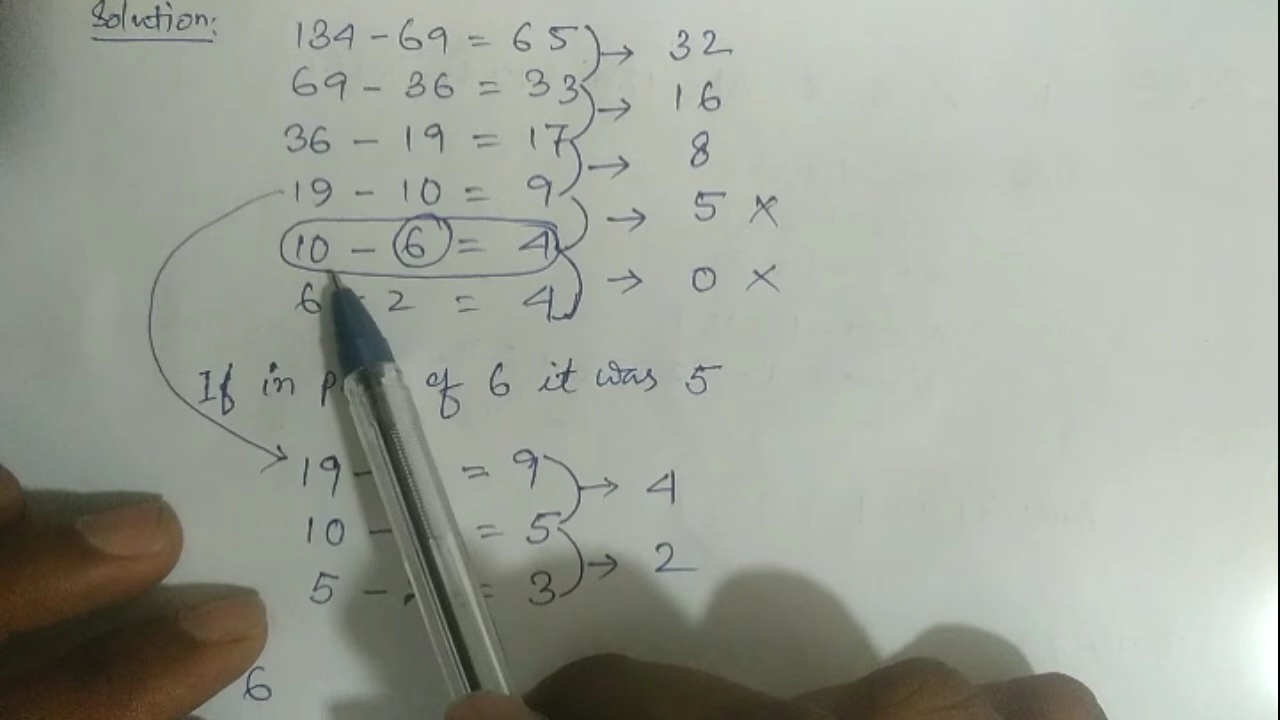 Solution:
134 - 69 = 65 → 32
69 - 36 = 33 → 16
36 - 19 = 17 → 8
19 - 10 = 9 → 5 ×
10 - 6 = 4 → 0 ×
6 - 2 = 4
If in of 6 it was 5
19 - = 9 → 4
10 - = 5 → 2
5 - = 3
6